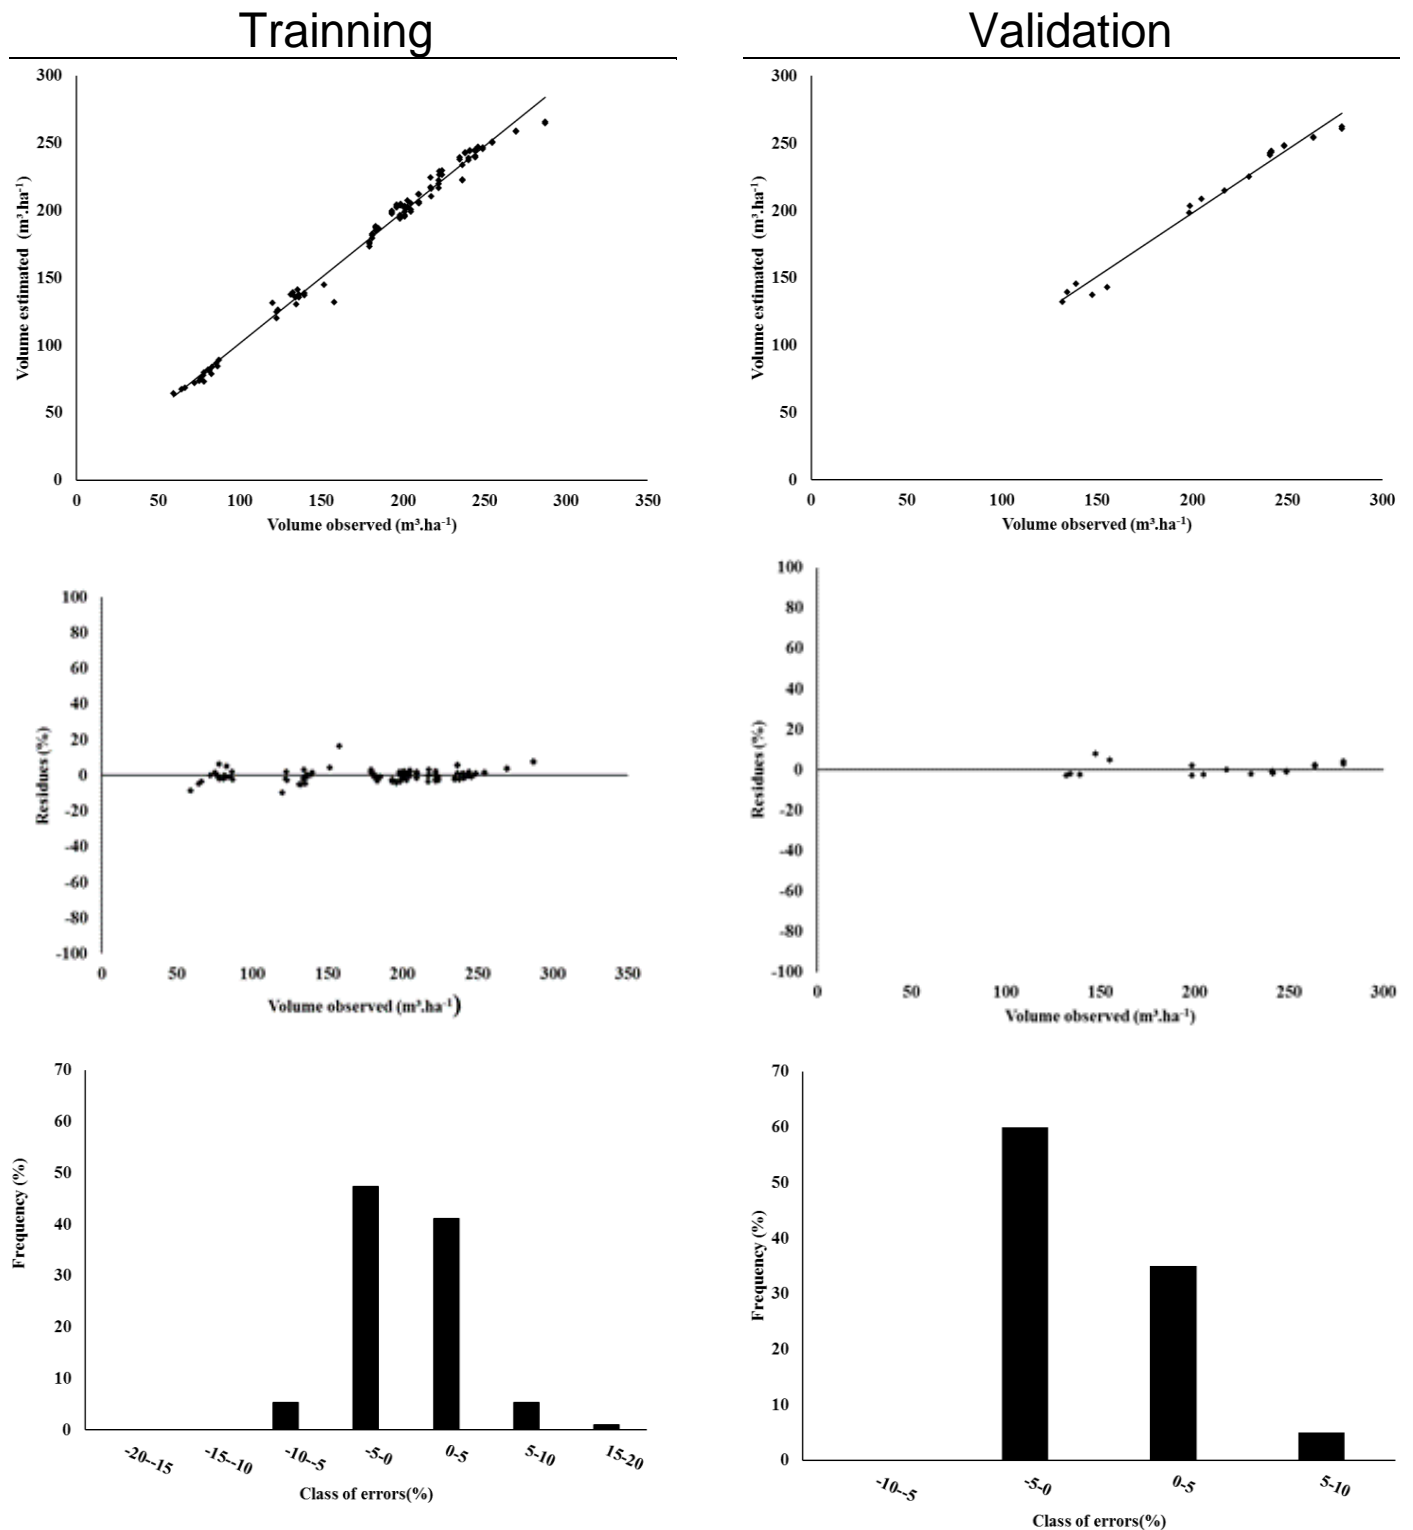 Trainning
Validation
300
250
200
150
100
50
0
Volume estimated (m³.ha⁻¹)
0 50 100 150 200 250 300 350
Volume observed (m³.ha⁻¹)
300
250
200
150
100
50
0
Volume estimated (m³.ha⁻¹)
0 50 100 150 200 250 300
Volume observed (m³.ha⁻¹)
100
80
60
40
20
0
-20
-40
-60
-80
-100
Residues (%)
0 50 100 150 200 250 300 350
Volume observed (m³.ha⁻¹)
100
80
60
40
20
0
-20
-40
-60
-80
-100
Residues (%)
0 50 100 150 200 250 300
Volume observed (m³.ha⁻¹)
70
60
50
40
30
20
10
0
Frequency (%)
-20--15 -15--10 -10--5 -5-0 0-5 5-10 15-20
Class of errors(%)
70
60
50
40
30
20
10
0
Frequency (%)
-10--5 -5-0 0-5 5-10
Class of errors(%)